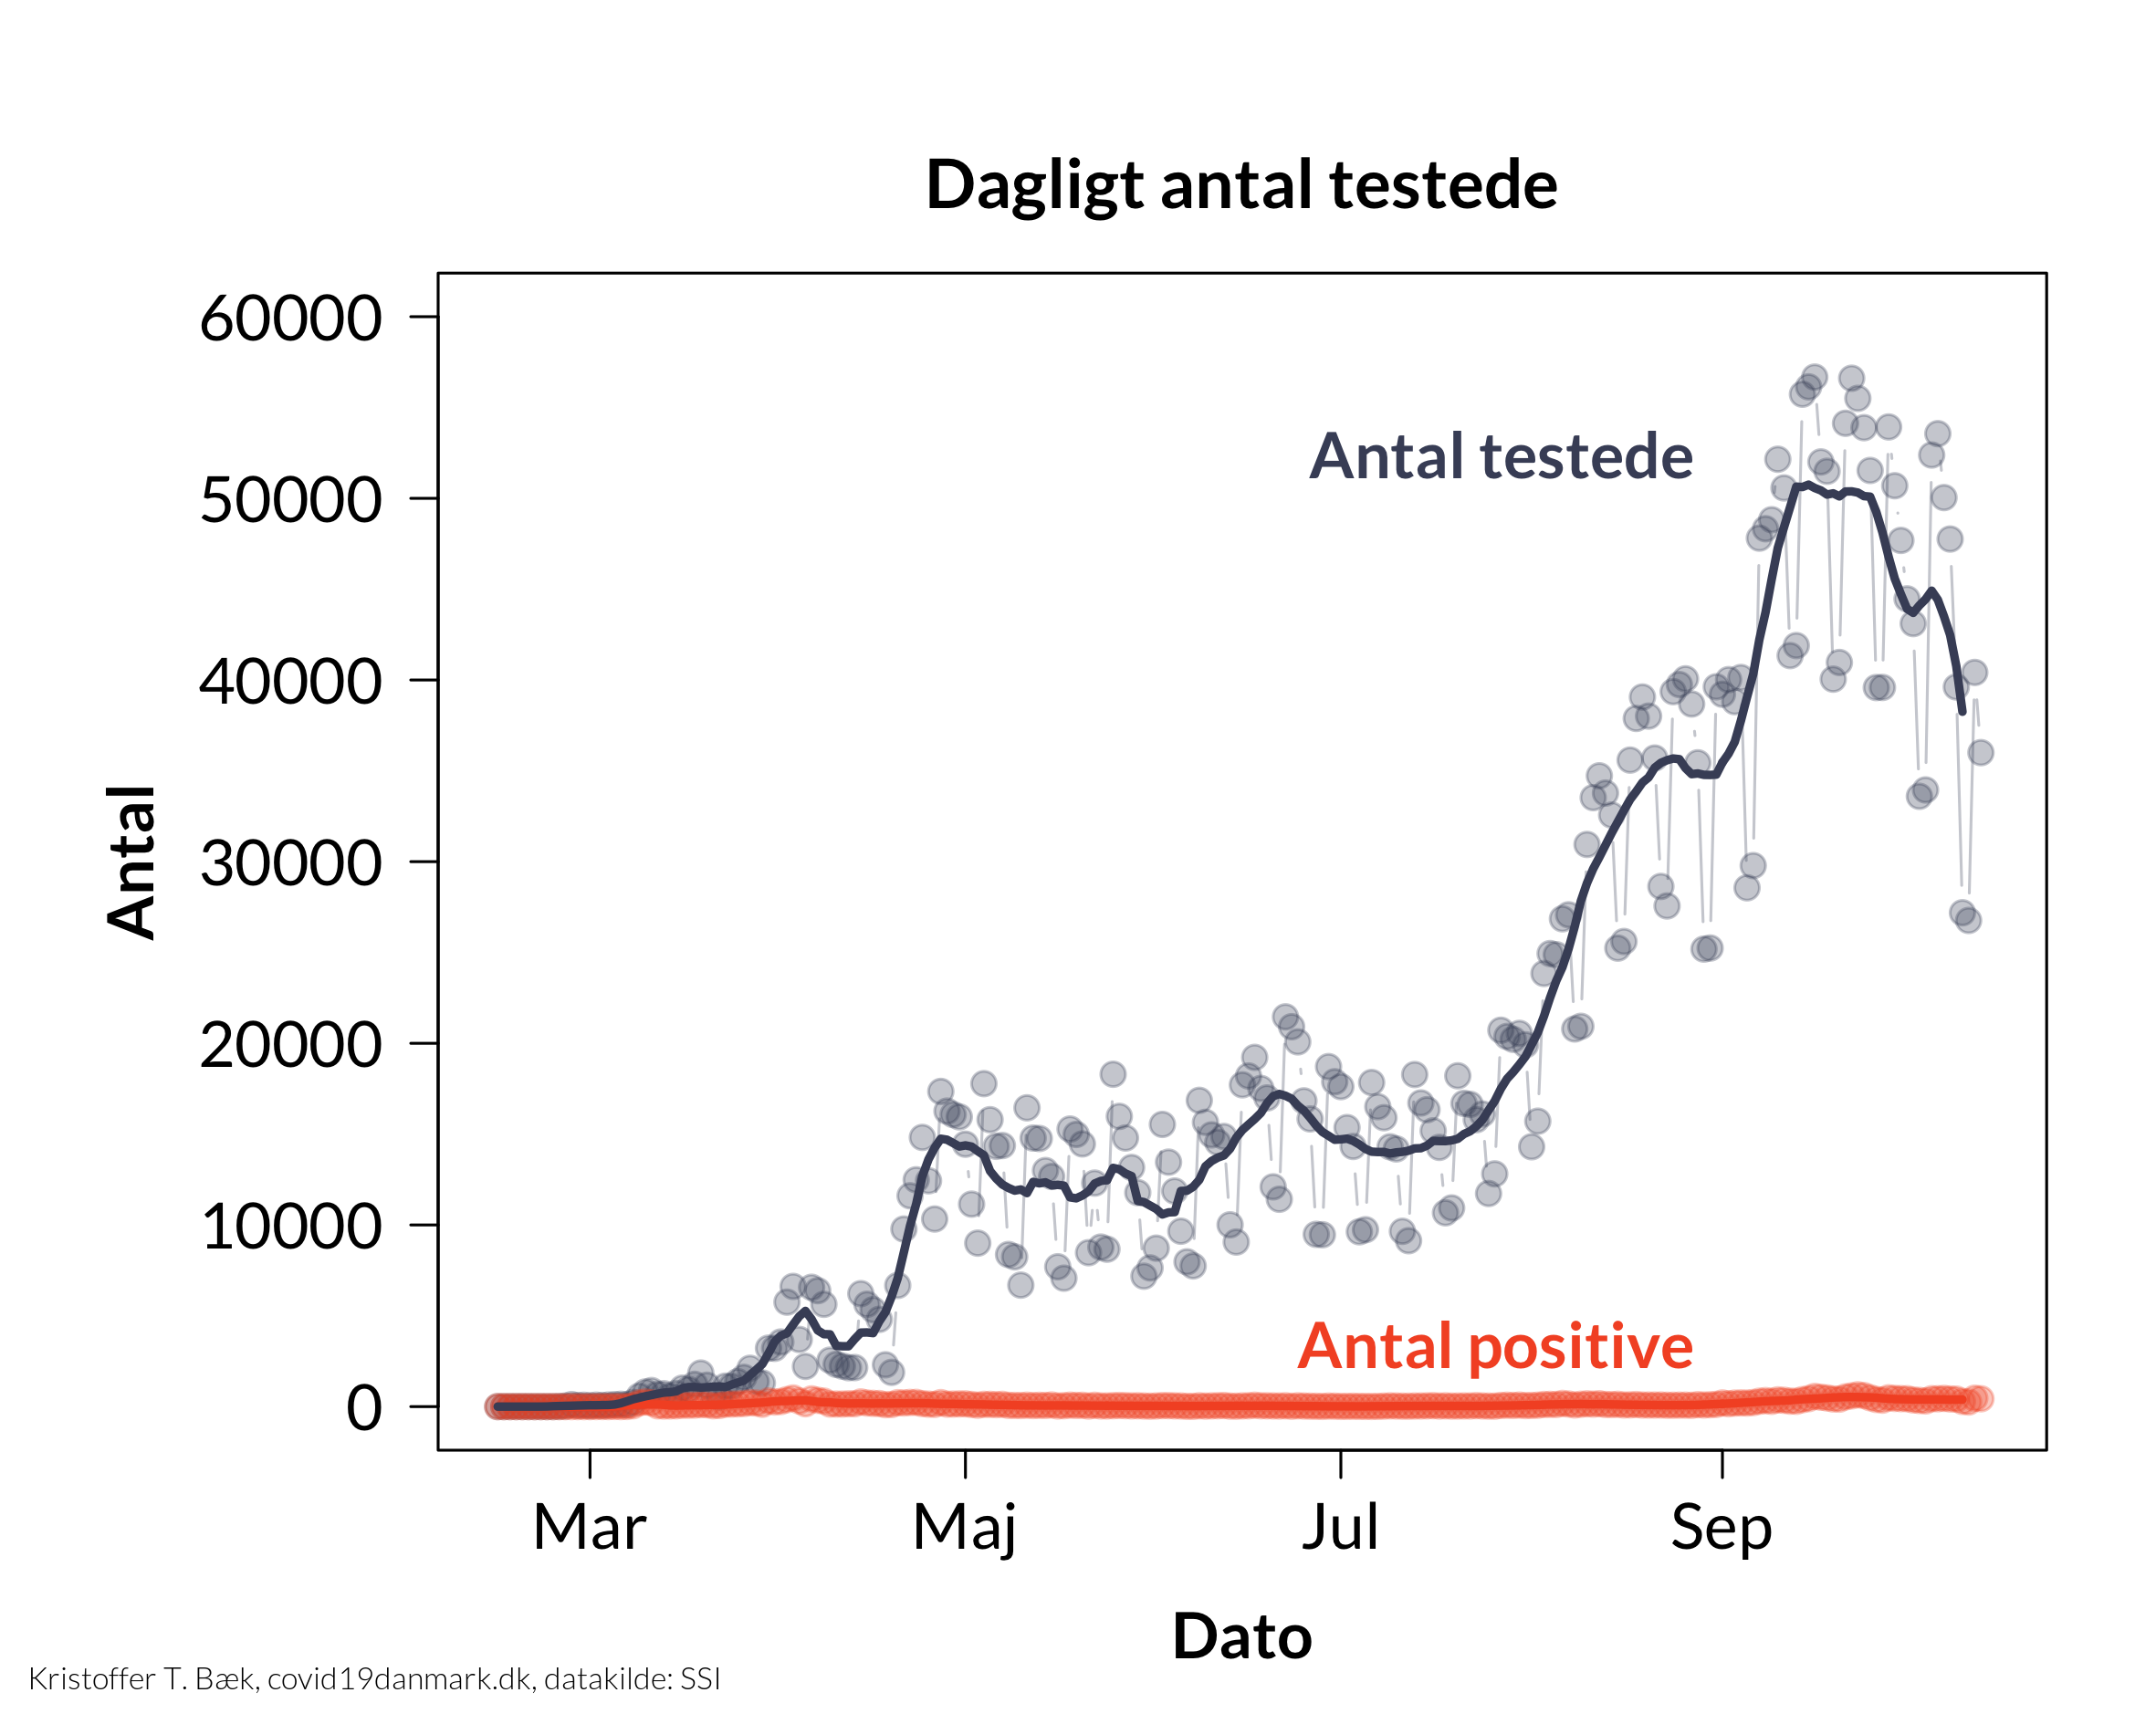 Dagligt antal testede
60000
50000
40000
30000
20000
10000
0
Antal
Antal testede
Antal positive
Mar
Maj
Jul
Sep
Dato
Kristoffer T. Bæk, covid19danmark.dk, datakilde: SSI